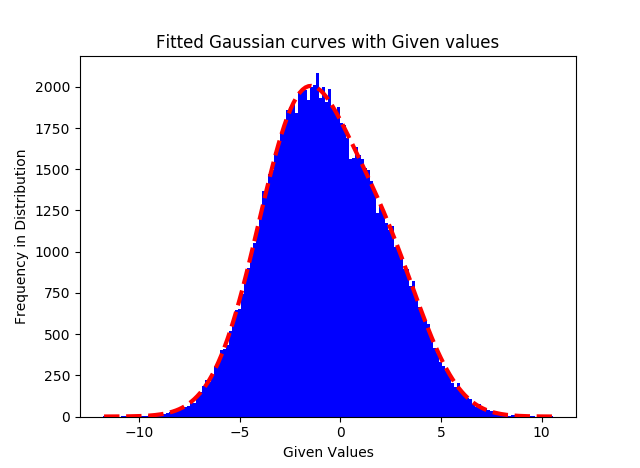 Fitted Gaussian curves with Given values
2000
1750
1500
1250
1000
750
500
250
0
Frequency in Distribution
−10 −5 0 5 10
Given Values